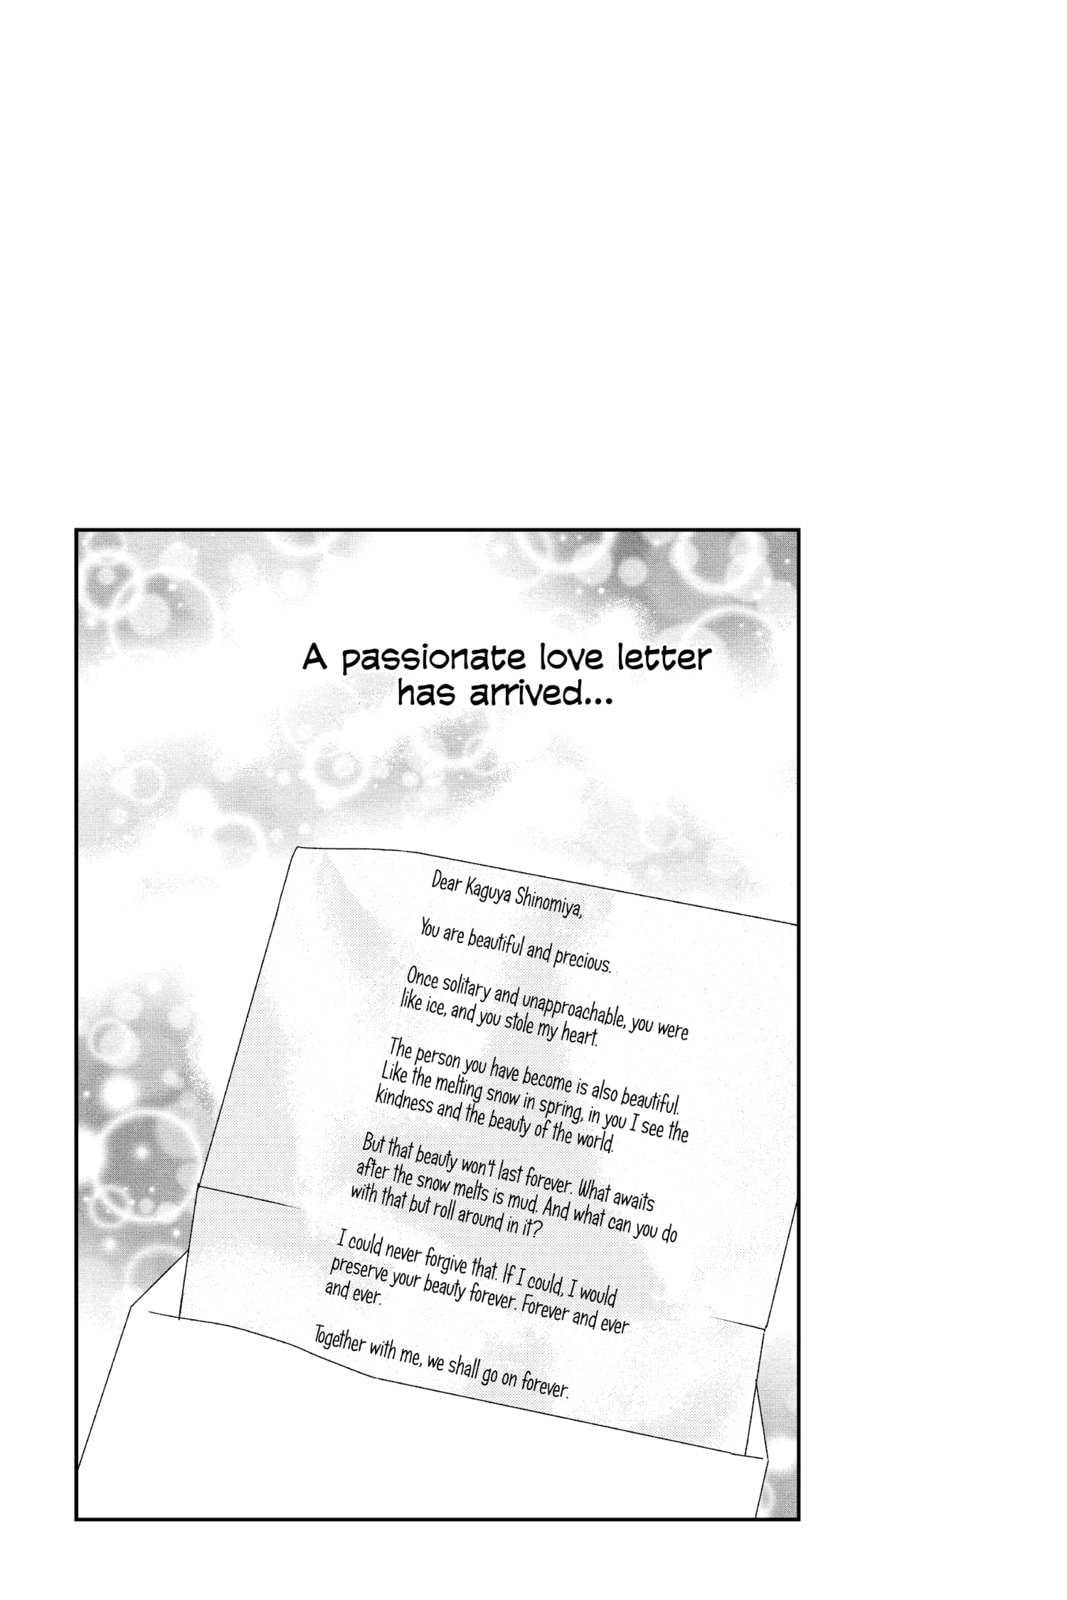 A passionate love letter
has arrived...
Dear Kaguya Shinomiya,
You are beautiful and precious.
Once solitary and unapproachable, you were
like ice, and you stole my heart.
The person you have become is also beautiful.
Like the melting snow in spring, in you I see the
kindness and the beauty of the world.
But that beauty won't last forever. What awaits
after the snow melts is mud. And what can you do
with that but roll around in it?
I could never forgive that. If I could, I would
preserve your beauty forever. Forever and ever
and ever.
Together with me, we shall go on forever.